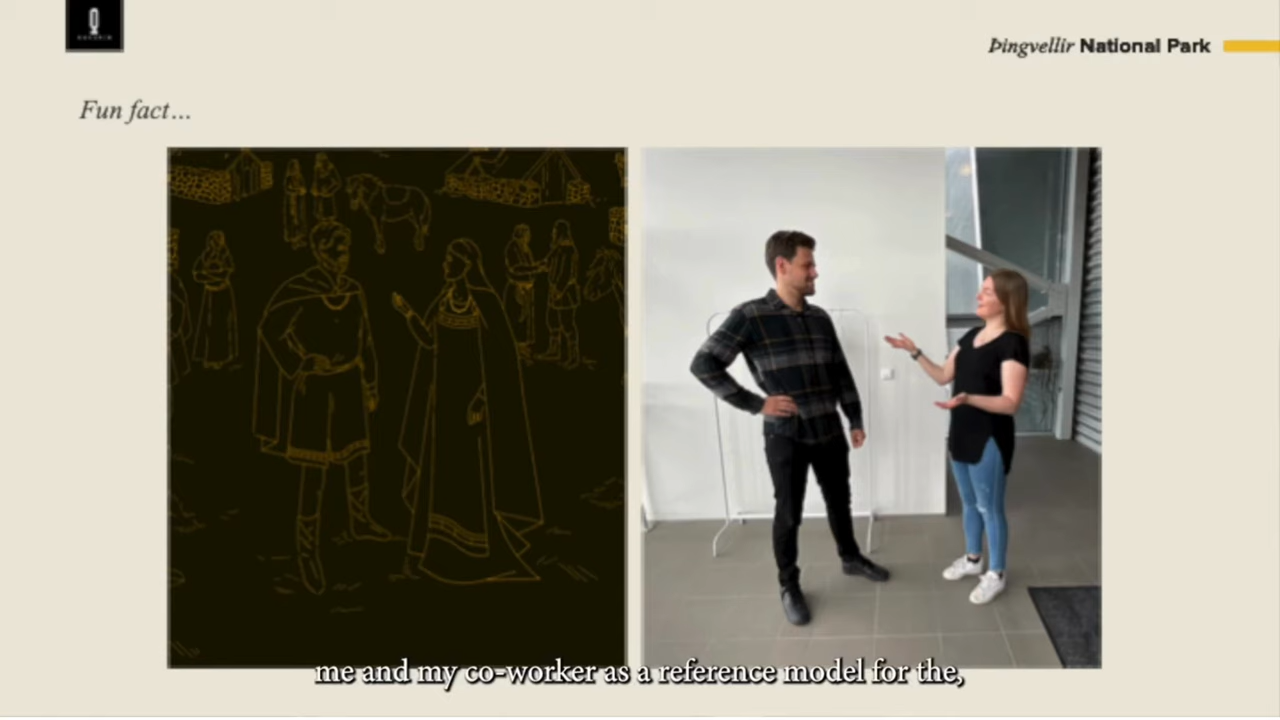 Þingvellir National Park
Fun fact...
me and my co-worker as a reference model for the,